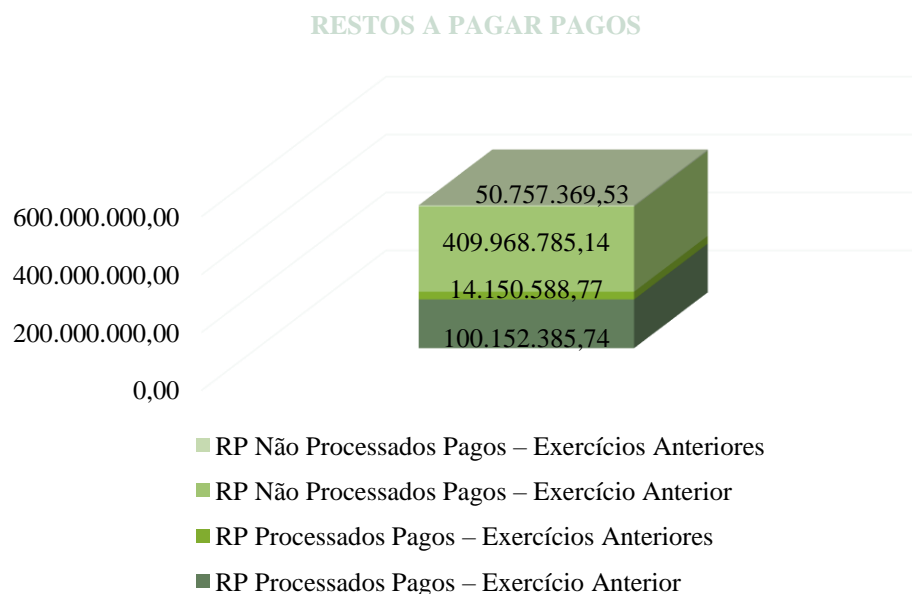 RESTOS A PAGAR PAGOS
50.757.369,53
600.000.000,00
409.968.785,14
400.000.000,00
14.150.588,77
200.000.000,00
100.152.385,74
0,00
RP Não Processados Pagos – Exercícios Anteriores
RP Não Processados Pagos – Exercício Anterior
RP Processados Pagos – Exercícios Anteriores
RP Processados Pagos – Exercício Anterior